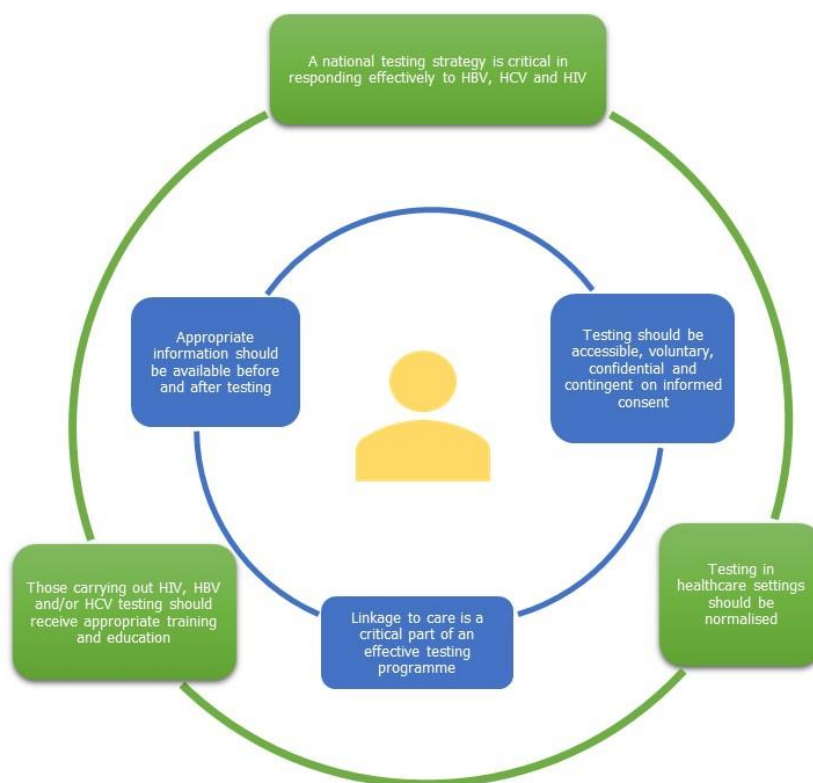 A national testing strategy is critical in
responding effectively to HBV, HCV and HIV
Appropriate
information should
be available before
and after testing
Testing should be
accessible, voluntary,
confidential and
contingent on informed
consent
Those carrying out HIV, HBV
and/or HCV testing should
receive appropriate training
and education
Linkage to care is a
critical part of an
effective testing
programme
Testing in
healthcare settings
should be
normalised